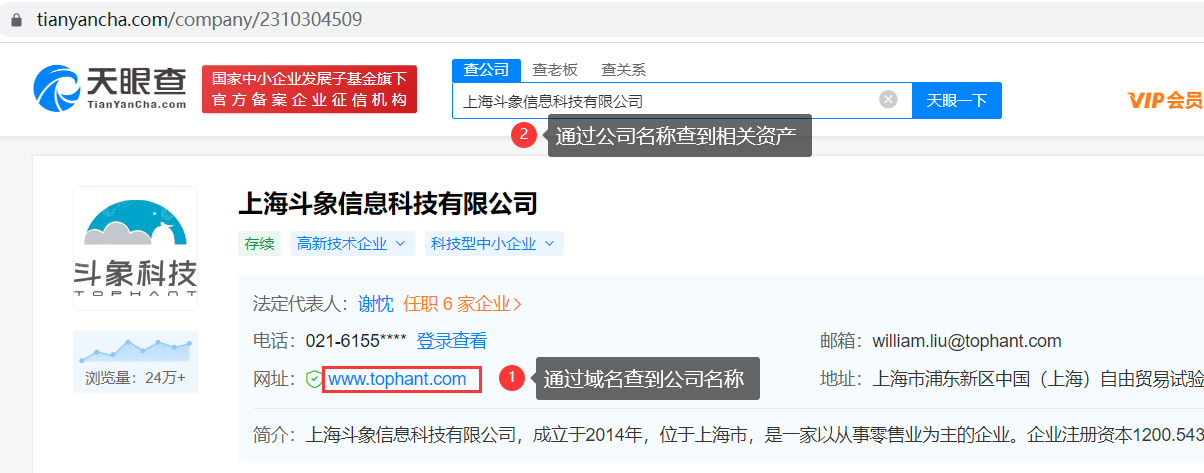 tianyancha.com/company/2310304509
天眼查
TianYanCha.com
国家中小企业发展子基金旗下
官方备案企业征信机构
查公司 查老板 查关系
上海斗象信息科技有限公司
天眼一下
VIP会员
2 通过公司名称查到相关资产
斗象科技
TOPHANT
上海斗象信息科技有限公司
存续 高新技术企业 科技型中小企业
法定代表人：谢忱 任职 6 家企业
电话：021-6155**** 登录查看
邮箱：william.liu@tophant.com
浏览量：24万+
网址：www.tophant.com
1 通过域名查到公司名称
地址：上海市浦东新区中国（上海）自由贸易试验
简介：上海斗象信息科技有限公司，成立于2014年，位于上海市，是一家以从事零售业为主的企业。企业注册资本1200.543